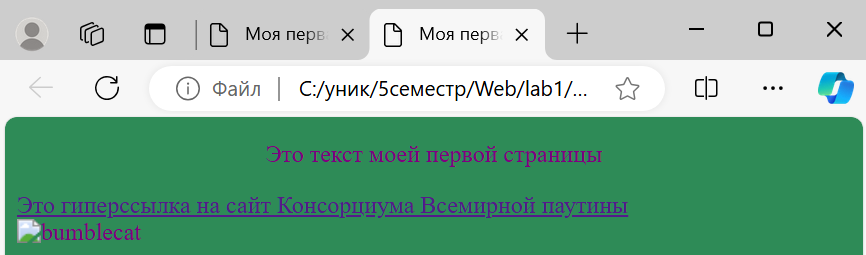 Моя перв
Моя перв
Файл
C:/уник/5семестр/Web/lab1/...
Это текст моей первой страницы
Это гиперссылка на сайт Консорциума Всемирной паутины
bumblecat